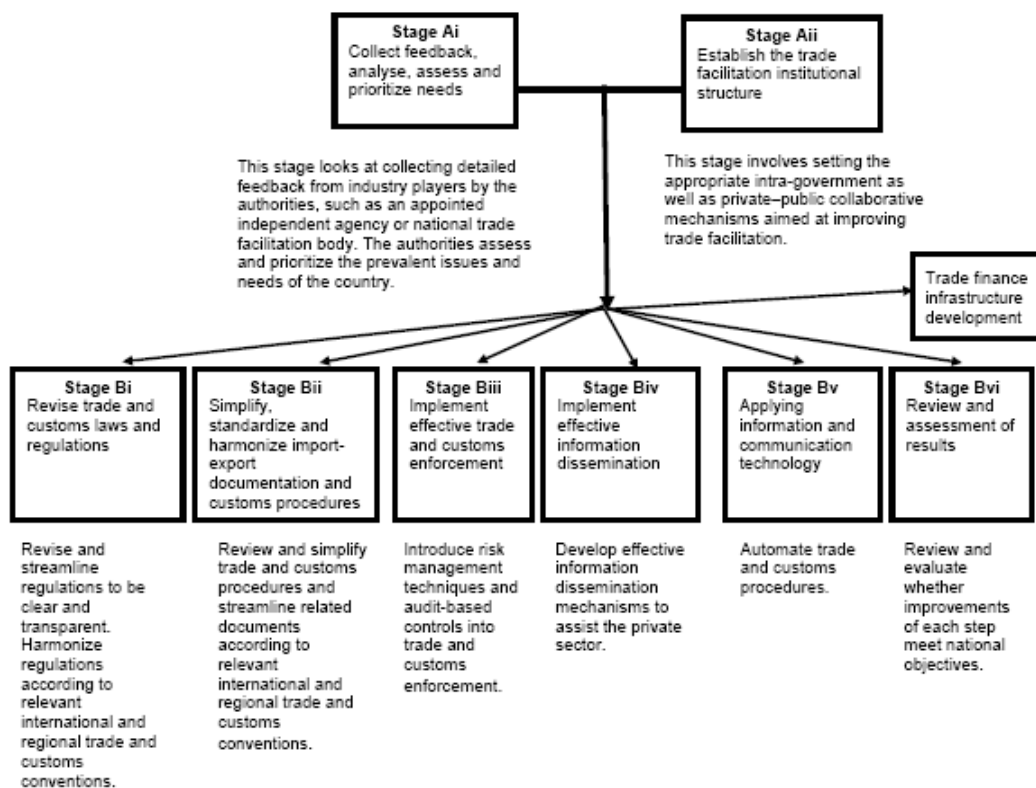 Stage Ai
Collect feedback,
analyse, assess and
prioritize needs
Stage Aii
Establish the trade
facilitation institutional
structure
This stage looks at collecting detailed
feedback from industry players by the
authorities, such as an appointed
independent agency or national trade
facilitation body. The authorities assess
and prioritize the prevalent issues and
needs of the country.
This stage involves setting the
appropriate intra-government as
well as private–public collaborative
mechanisms aimed at improving
trade facilitation.
Trade finance
infrastructure
development
Stage Bi
Revise trade and
customs laws and
regulations
Stage Bii
Simplify,
standardize and
harmonize import-
export
documentation and
customs procedures
Stage Biii
Implement
effective trade
and customs
enforcement
Stage Biv
Implement
effective
information
dissemination
Stage Bv
Applying
information and
communication
technology
Stage Bvi
Review and
assessment of
results
Revise and
streamline
regulations to be
clear and
transparent.
Harmonize
regulations
according to
relevant
international and
regional trade and
customs
conventions.
Review and simplify
trade and customs
procedures and
streamline related
documents
according to
relevant
international and
regional trade and
customs
conventions.
Introduce risk
management
techniques and
audit-based
controls into
trade and
customs
enforcement.
Develop effective
information
dissemination
mechanisms to
assist the private
sector.
Automate trade
and customs
procedures.
Review and
evaluate
whether
improvements
of each step
meet national
objectives.